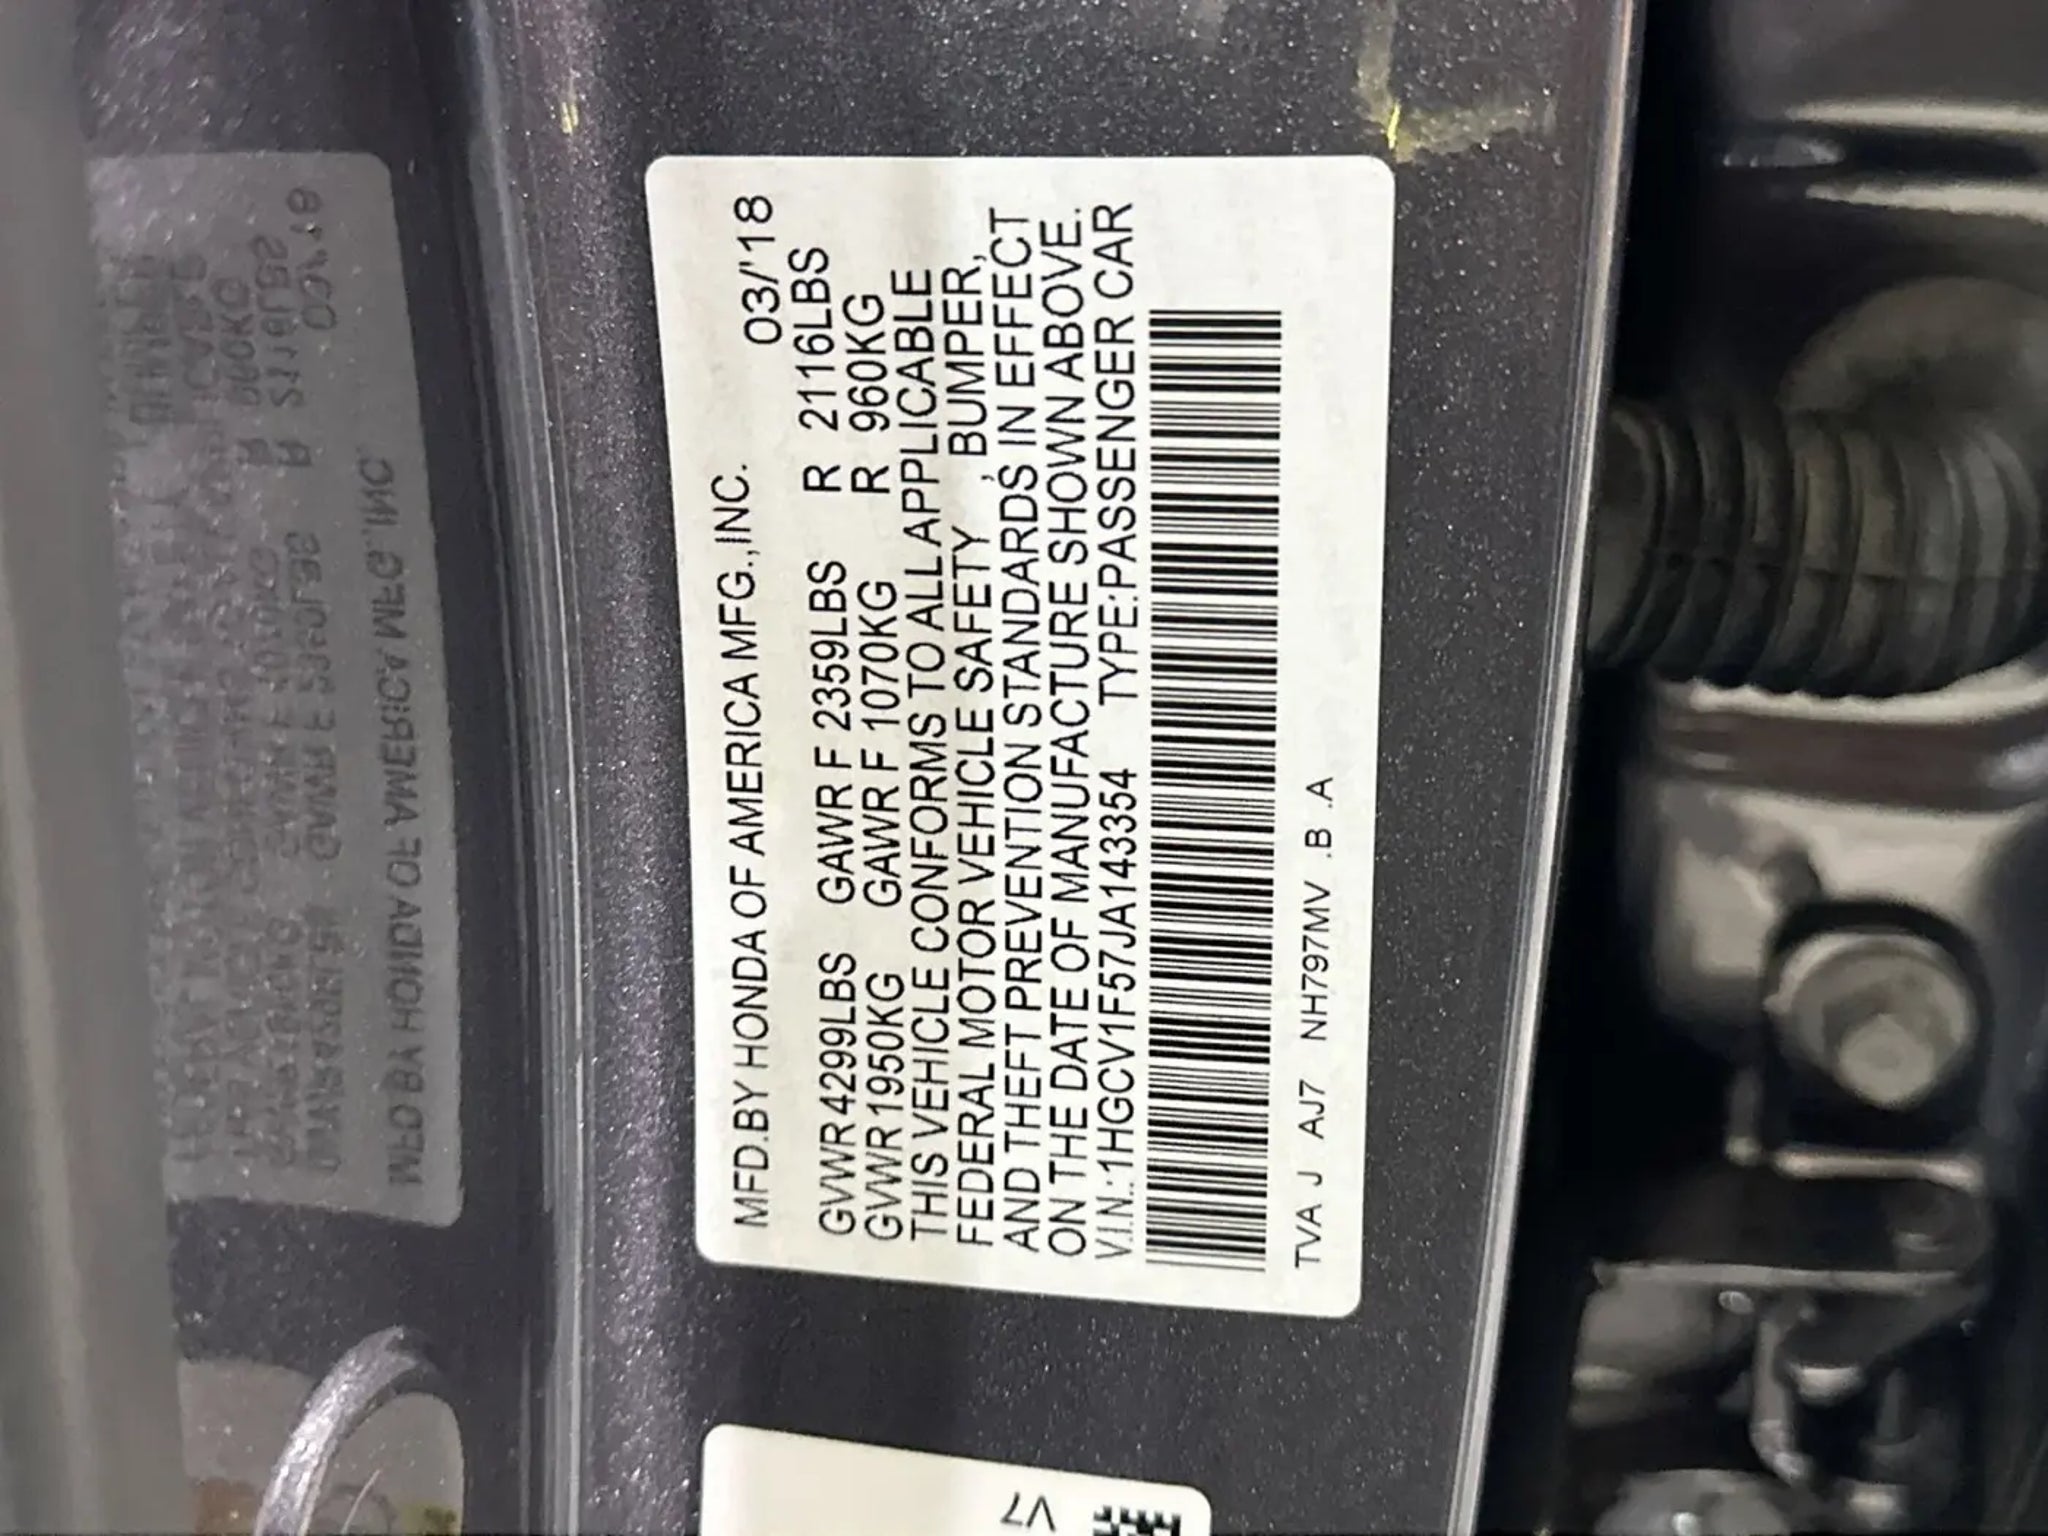 MFD.BY HONDA OF AMERICA MFG.,INC. 03/'18
GVWR 4299LBS GAWR F 2359LBS R 2116LBS
GVWR 1950KG GAWR F 1070KG R 960KG
THIS VEHICLE CONFORMS TO ALL APPLICABLE
FEDERAL MOTOR VEHICLE SAFETY , BUMPER,
AND THEFT PREVENTION STANDARDS IN EFFECT
ON THE DATE OF MANUFACTURE SHOWN ABOVE.
V.I.N.:1HGCV1F57JA143354 TYPE:PASSENGER CAR
TVA J AJ7 NH797MV .B .A
V7